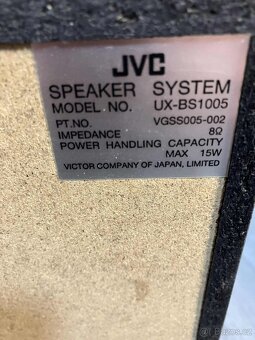 JVC
SPEAKER SYSTEM
MODEL NO. UX-BS1005
PT.NO. VGSS005-002
IMPEDANCE 8Ω
POWER HANDLING CAPACITY
MAX 15W
VICTOR COMPANY OF JAPAN, LIMITED